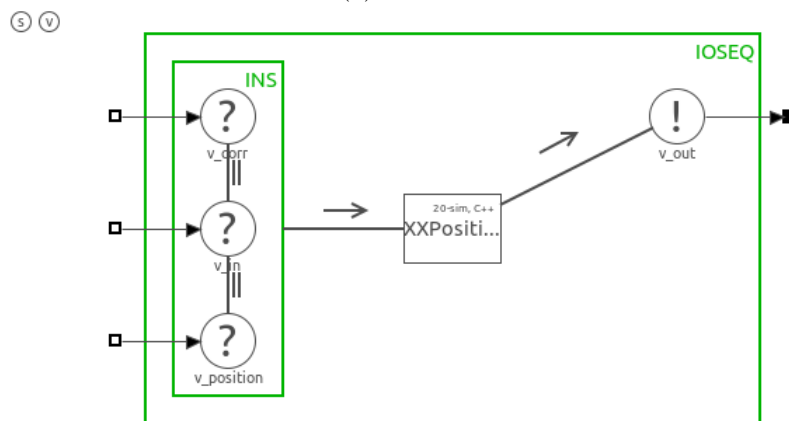 s v
IOSEQ
INS
?
v_corr
!
v_out
?
v_in
20-sim, C++
XXPositi...
?
v_position